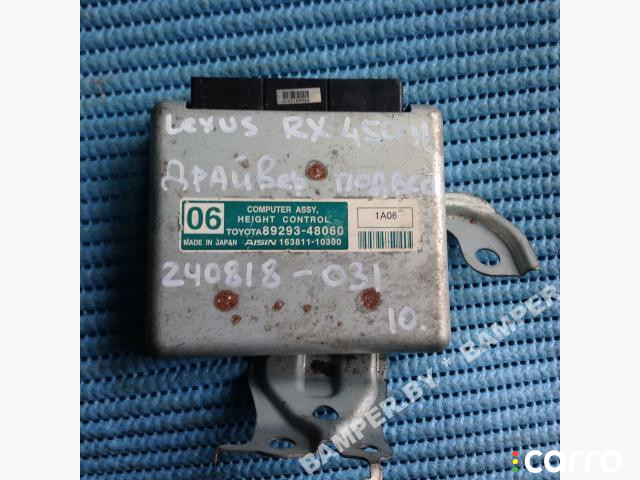 Lexus RX 450H
ДРАЙВЕР ПОДВЕС
06
COMPUTER ASSY,
HEIGHT CONTROL
TOYOTA 89293-48060
MADE IN JAPAN AISIN 163811-10300
1A06
240818-031
10.
BAMPER.BY * BAMPER
carro